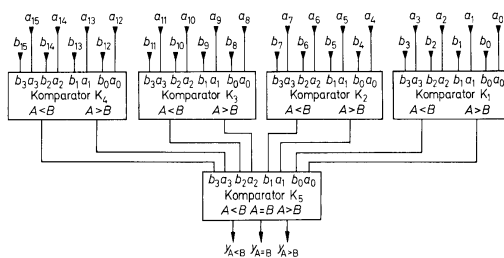 a₁₅ a₁₄ a₁₃ a₁₂ a₁₁ a₁₀ a₉ a₈ a₇ a₆ a₅ a₄ a₃ a₂ a₁ a₀
b₁₅ b₁₄ b₁₃ b₁₂ b₁₁ b₁₀ b₉ b₈ b₇ b₆ b₅ b₄ b₃ b₂ b₁ b₀
b₃a₃ b₂a₂ b₁a₁ b₀a₀ b₃a₃ b₂a₂ b₁a₁ b₀a₀ b₃a₃ b₂a₂ b₁a₁ b₀a₀ b₃a₃ b₂a₂ b₁a₁ b₀a₀
Komparator K₄ Komparator K₃ Komparator K₂ Komparator K₁
A<B A>B A<B A>B A<B A>B A<B A>B
b₃a₃ b₂a₂ b₁a₁ b₀a₀
Komparator K₅
A<B A=B A>B
y_A<B y_A=B y_A>B